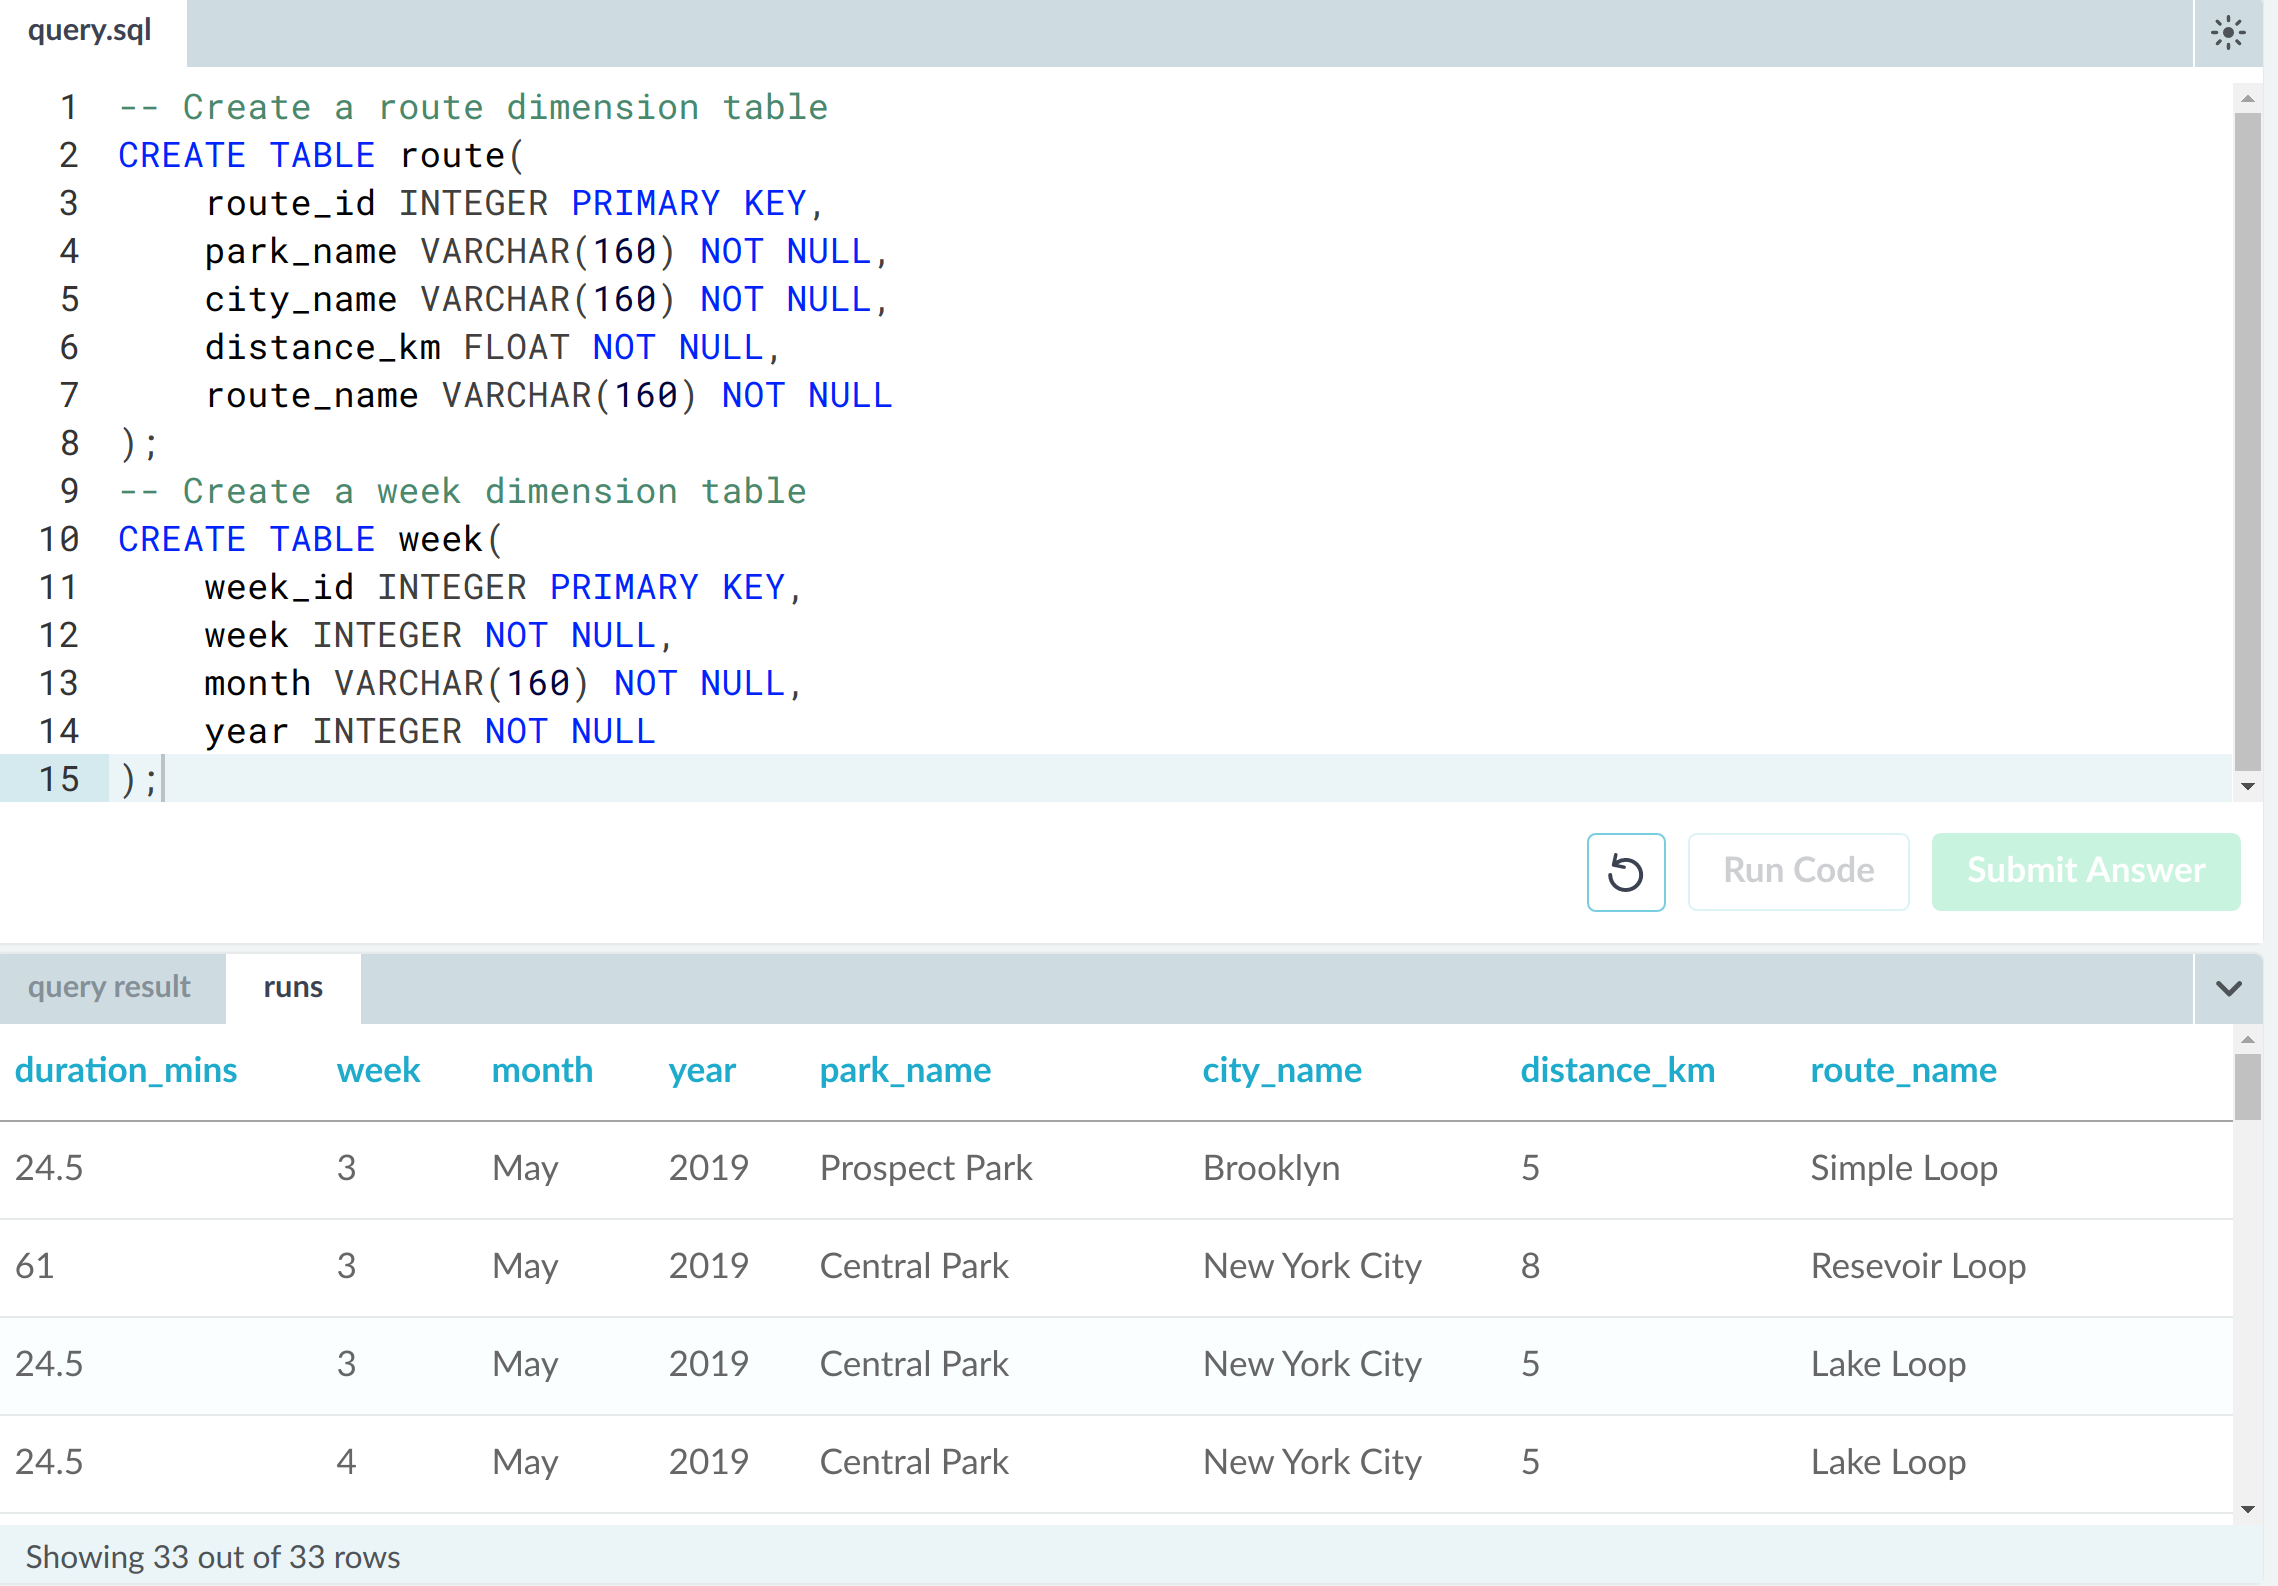 query.sql
1 -- Create a route dimension table
2 CREATE TABLE route(
3 route_id INTEGER PRIMARY KEY,
4 park_name VARCHAR(160) NOT NULL,
5 city_name VARCHAR(160) NOT NULL,
6 distance_km FLOAT NOT NULL,
7 route_name VARCHAR(160) NOT NULL
8 );
9 -- Create a week dimension table
10 CREATE TABLE week(
11 week_id INTEGER PRIMARY KEY,
12 week INTEGER NOT NULL,
13 month VARCHAR(160) NOT NULL,
14 year INTEGER NOT NULL
15 );
Run Code Submit Answer
query result runs
duration_mins week month year park_name city_name distance_km route_name
24.5 3 May 2019 Prospect Park Brooklyn 5 Simple Loop
61 3 May 2019 Central Park New York City 8 Resevoir Loop
24.5 3 May 2019 Central Park New York City 5 Lake Loop
24.5 4 May 2019 Central Park New York City 5 Lake Loop
Showing 33 out of 33 rows